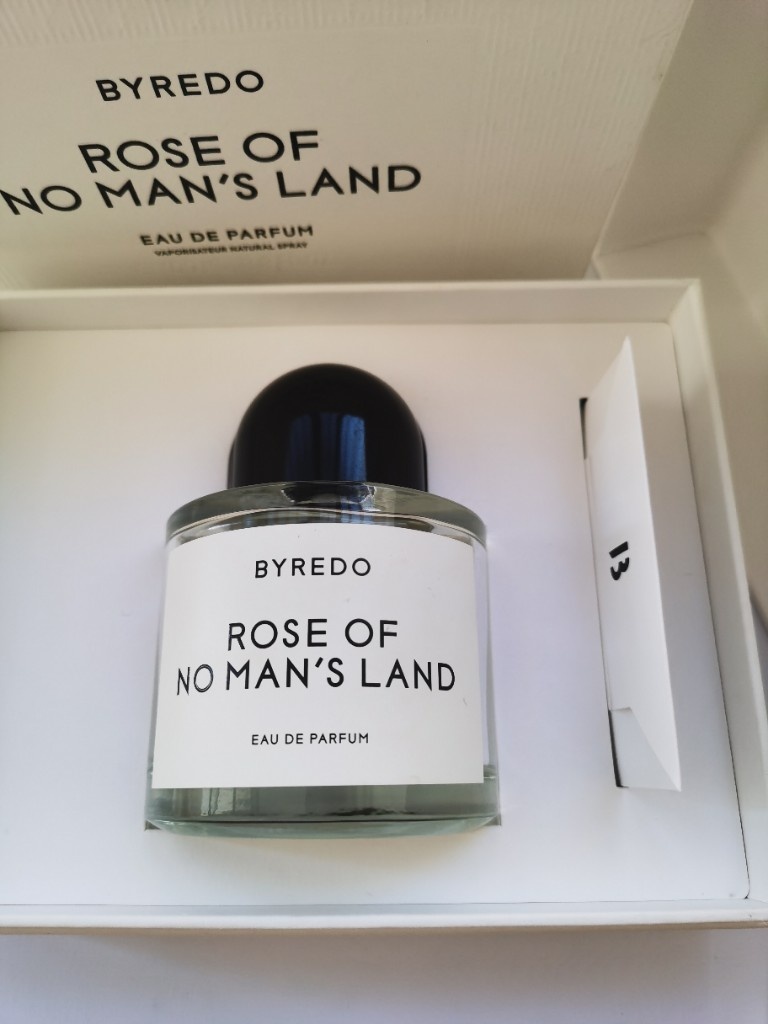 BYREDO
ROSE OF
NO MAN'S LAND
EAU DE PARFUM
VAPORISATEUR NATURAL SPRAY
BYREDO
ROSE OF
NO MAN'S LAND
EAU DE PARFUM
B